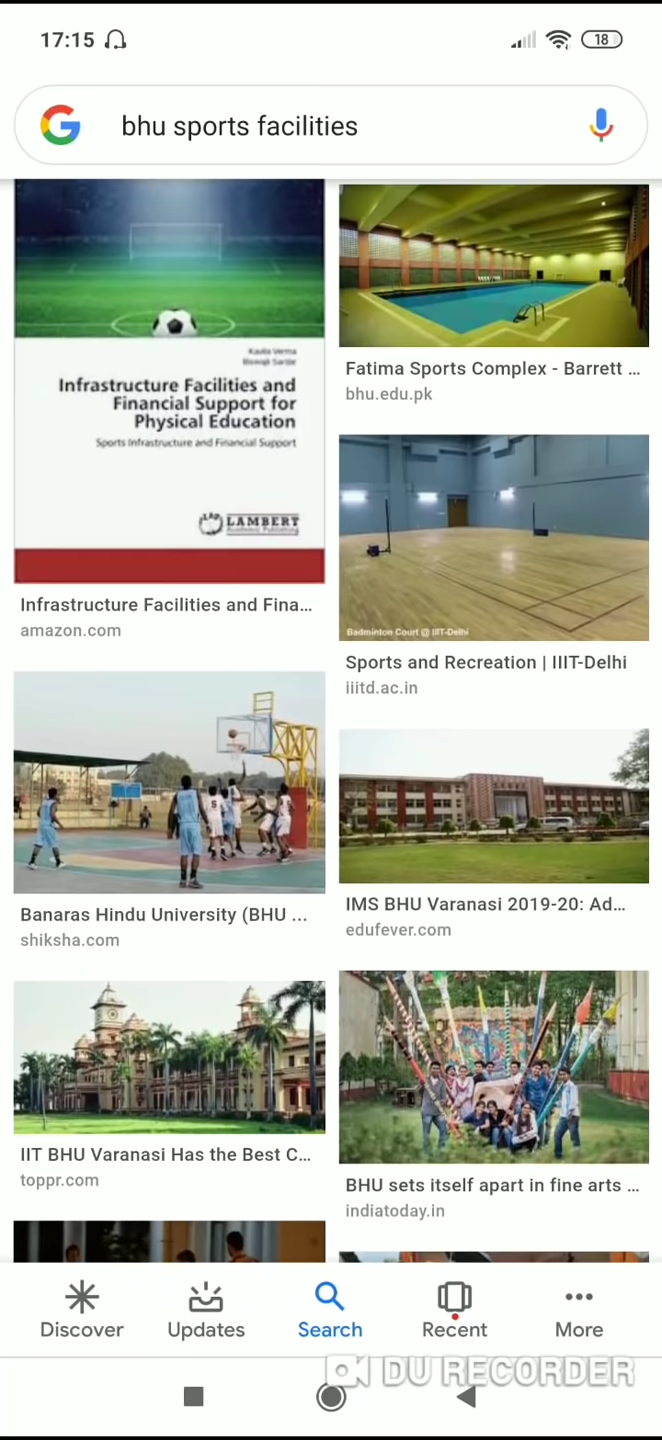 17:15
18
bhu sports facilities
Kavita Verma
Infrastructure Facilities and
Financial Support for
Physical Education
Sports Infrastructure and Financial Support
LAMBERT
Academic Publishing
Infrastructure Facilities and Fina...
amazon.com
Fatima Sports Complex - Barrett ...
bhu.edu.pk
Badminton Court @ IIIT-Delhi
Sports and Recreation | IIIT-Delhi
iiitd.ac.in
Banaras Hindu University (BHU ...
shiksha.com
IMS BHU Varanasi 2019-20: Ad...
edufever.com
IIT BHU Varanasi Has the Best C...
toppr.com
BHU sets itself apart in fine arts ...
indiatoday.in
Discover
Updates
Search
Recent
More
DU RECORDER